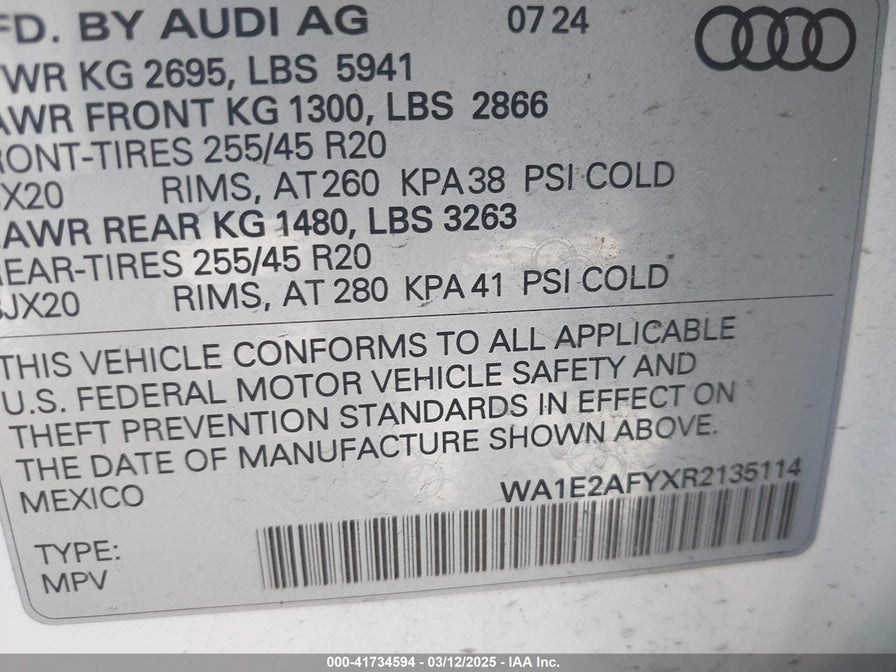 FD. BY AUDI AG 07 24
WR KG 2695, LBS 5941
AWR FRONT KG 1300, LBS 2866
RONT-TIRES 255/45 R20
X20 RIMS, AT 260 KPA 38 PSI COLD
AWR REAR KG 1480, LBS 3263
EAR-TIRES 255/45 R20
JX20 RIMS, AT 280 KPA 41 PSI COLD
THIS VEHICLE CONFORMS TO ALL APPLICABLE
U.S. FEDERAL MOTOR VEHICLE SAFETY AND
THEFT PREVENTION STANDARDS IN EFFECT ON
THE DATE OF MANUFACTURE SHOWN ABOVE.
MEXICO WA1E2AFYXR2135114
TYPE:
MPV
000-41734594 - 03/12/2025 - IAA Inc.